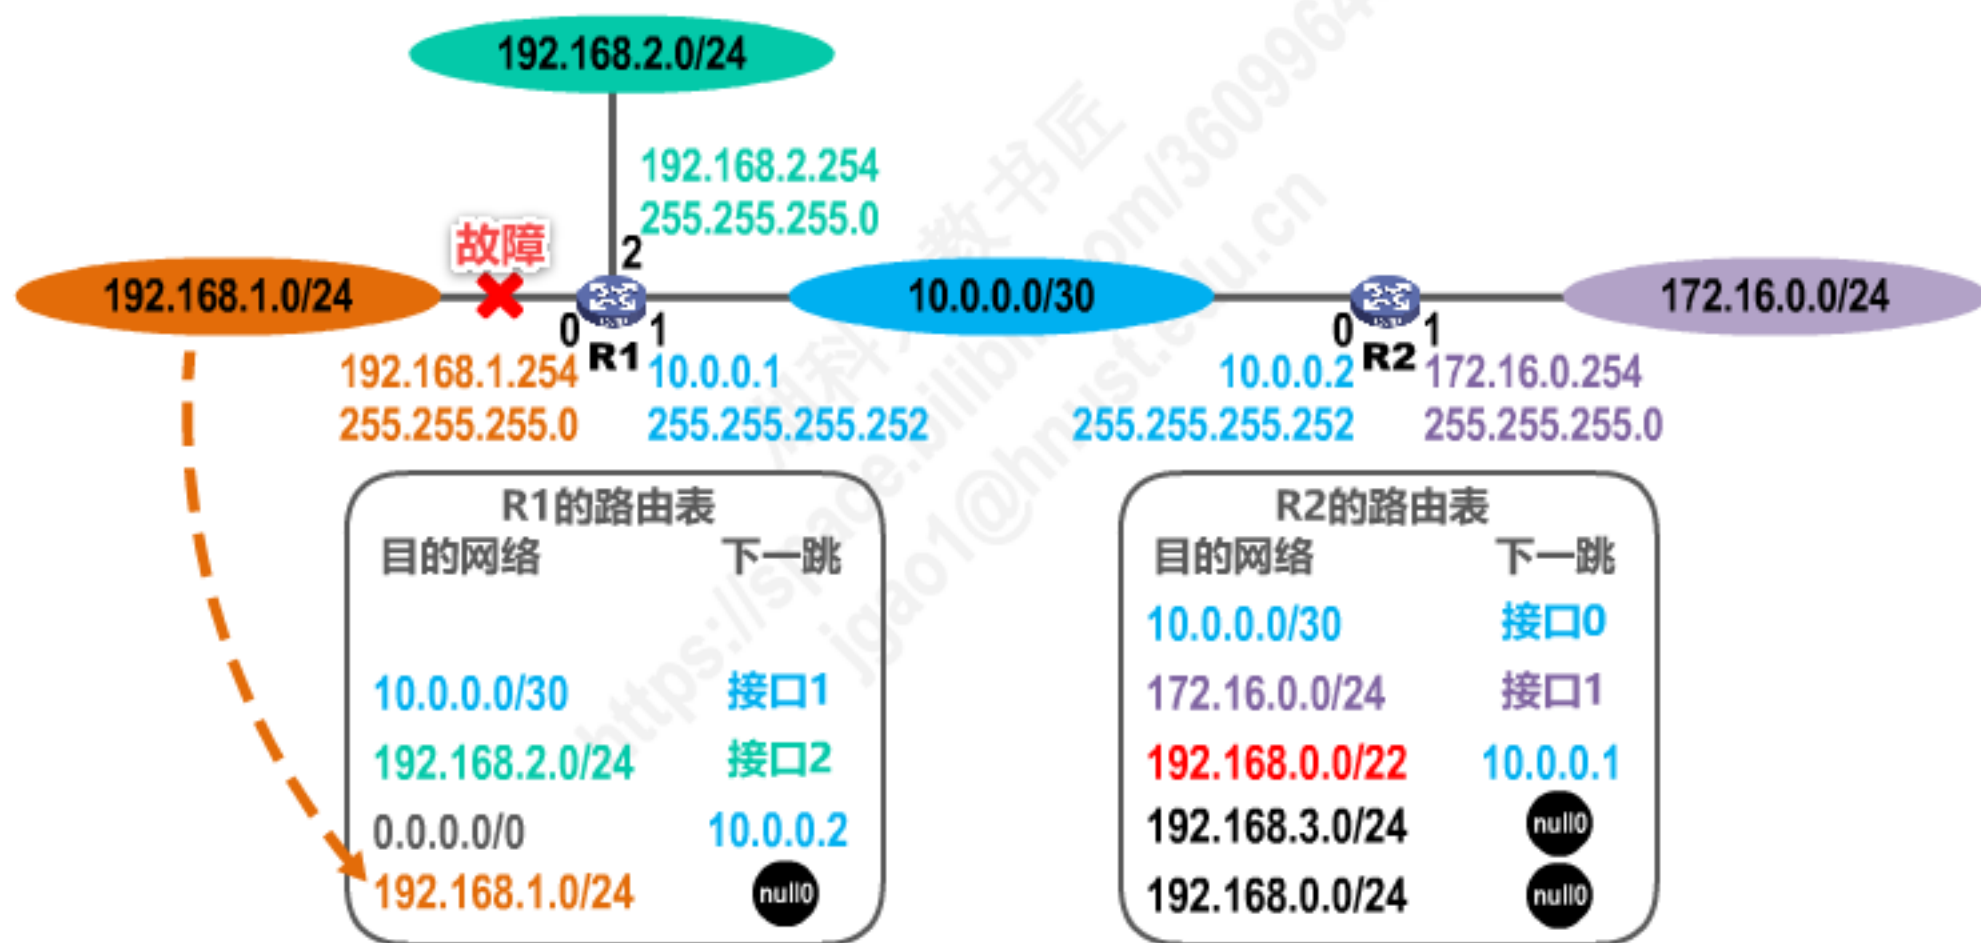 192.168.2.0/24
192.168.2.254
255.255.255.0
故障
2
192.168.1.0/24
10.0.0.0/30
172.16.0.0/24
0
R1
1
0
R2
1
192.168.1.254
255.255.255.0
10.0.0.1
255.255.255.252
10.0.0.2
255.255.255.252
172.16.0.254
255.255.255.0
R1的路由表
目的网络 下一跳
10.0.0.0/30 接口1
192.168.2.0/24 接口2
0.0.0.0/0 10.0.0.2
192.168.1.0/24 null0
R2的路由表
目的网络 下一跳
10.0.0.0/30 接口0
172.16.0.0/24 接口1
192.168.0.0/22 10.0.0.1
192.168.3.0/24 null0
192.168.0.0/24 null0
jgao1@hnust.edu.cn